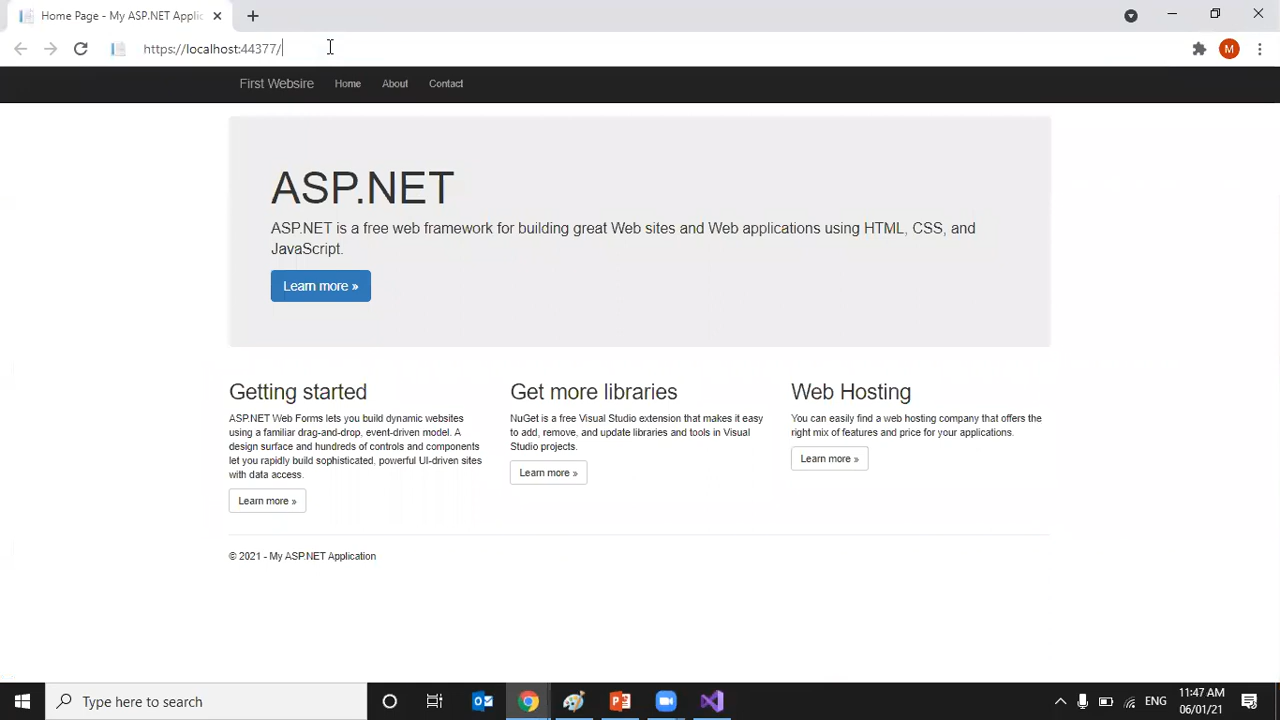 Home Page - My ASP.NET Applic
https://localhost:44377/
M
First Websire Home About Contact
ASP.NET
ASP.NET is a free web framework for building great Web sites and Web applications using HTML, CSS, and
JavaScript.
Learn more »
Getting started
ASP.NET Web Forms lets you build dynamic websites
using a familiar drag-and-drop, event-driven model. A
design surface and hundreds of controls and components
let you rapidly build sophisticated, powerful UI-driven sites
with data access.
Learn more »
Get more libraries
NuGet is a free Visual Studio extension that makes it easy
to add, remove, and update libraries and tools in Visual
Studio projects.
Learn more »
Web Hosting
You can easily find a web hosting company that offers the
right mix of features and price for your applications.
Learn more »
© 2021 - My ASP.NET Application
Type here to search
ENG
11:47 AM
06/01/21